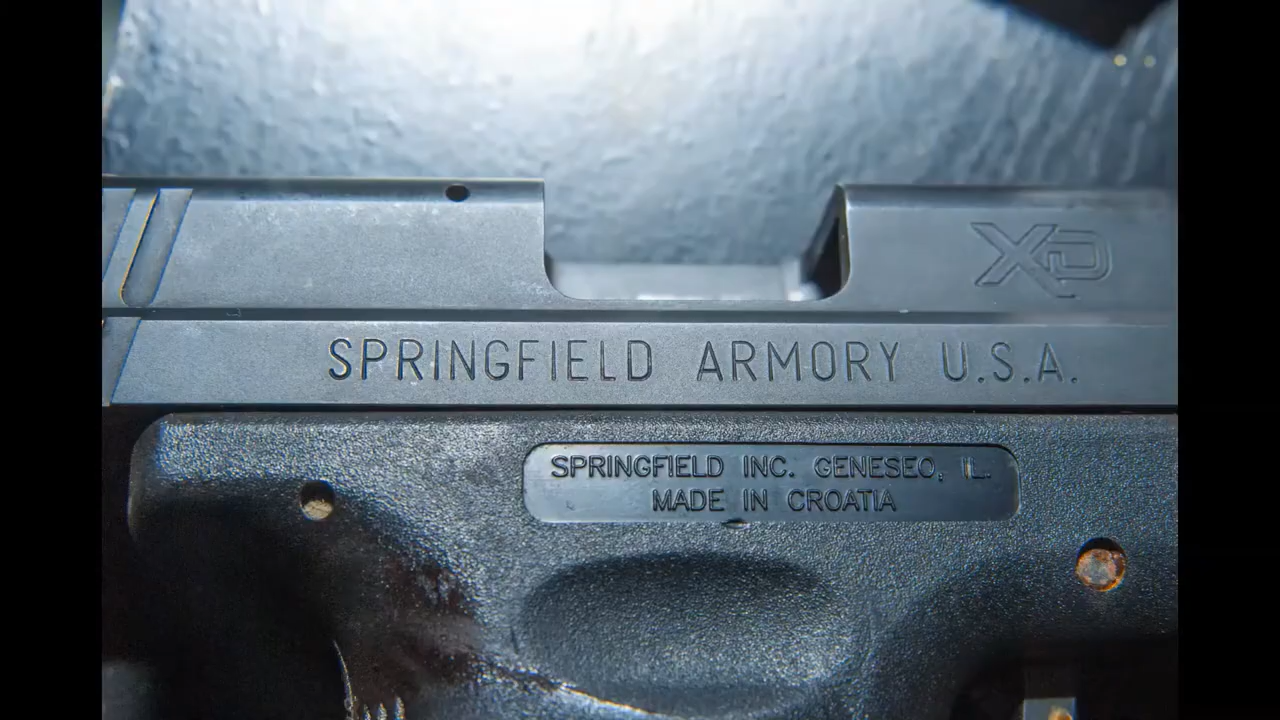 XD
SPRINGFIELD ARMORY U.S.A.
SPRINGFIELD INC. GENESEO, IL.
MADE IN CROATIA